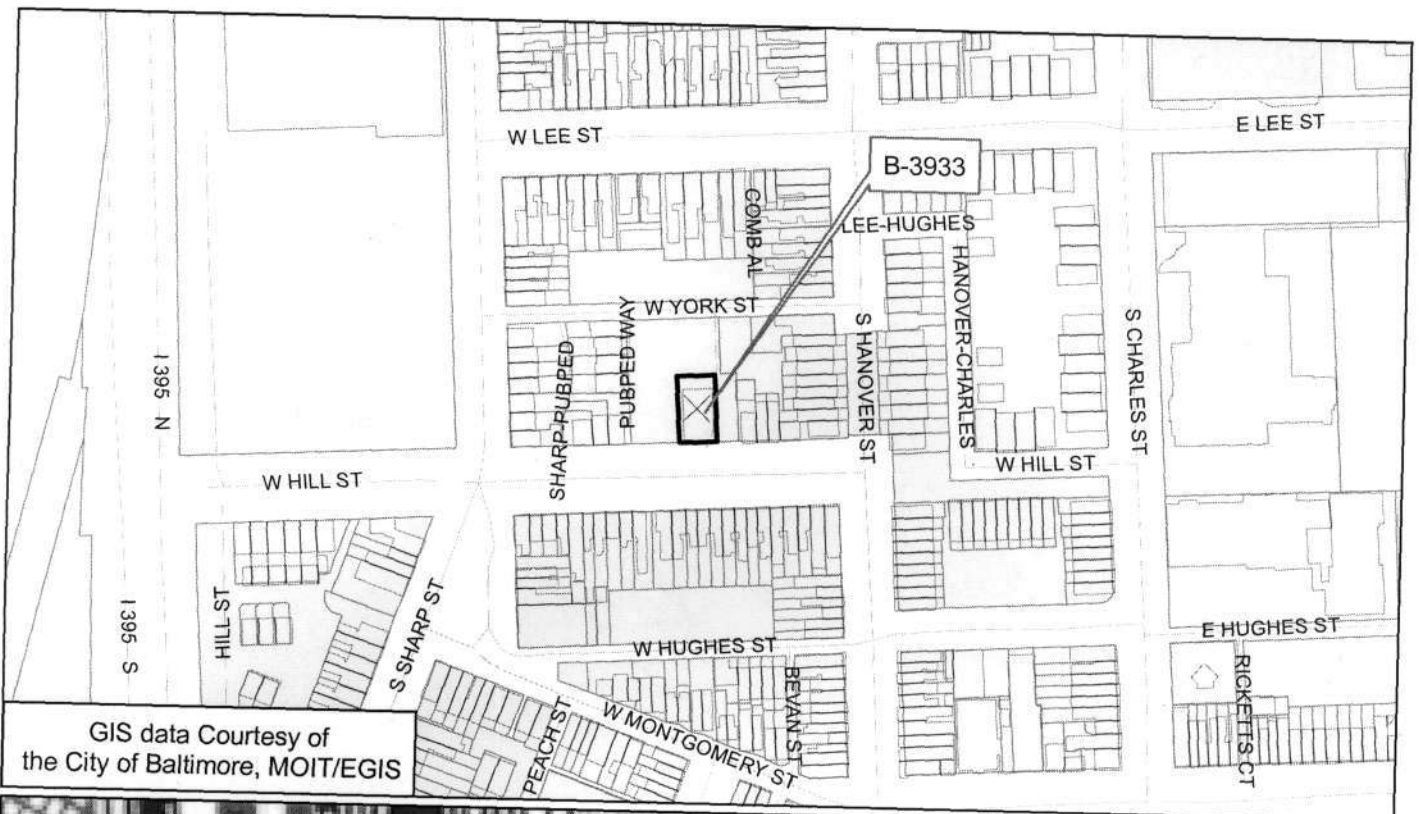 W LEE ST
E LEE ST
B-3933
COMB AL
LEE-HUGHES
HANOVER-CHARLES
W YORK ST
PUBPED WAY
SHARP-PUBPED
S HANOVER ST
S CHARLES ST
I 395 N
W HILL ST
W HILL ST
I 395 S
HILL ST
S SHARP ST
W HUGHES ST
E HUGHES ST
BEVAN ST
RICKETTS CT
W MONTGOMERY ST
PEACH ST
GIS data Courtesy of
the City of Baltimore, MOIT/EGIS